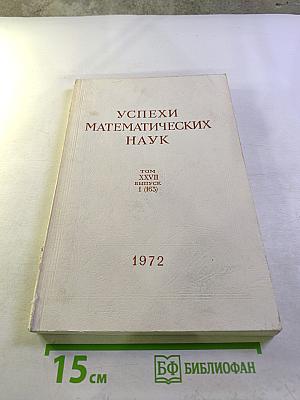 УСПЕХИ
МАТЕМАТИЧЕСКИХ
НАУК
ТОМ
XXVII
ВЫПУСК
1 (163)
1972
15 см
БФ БИБЛИОФАН